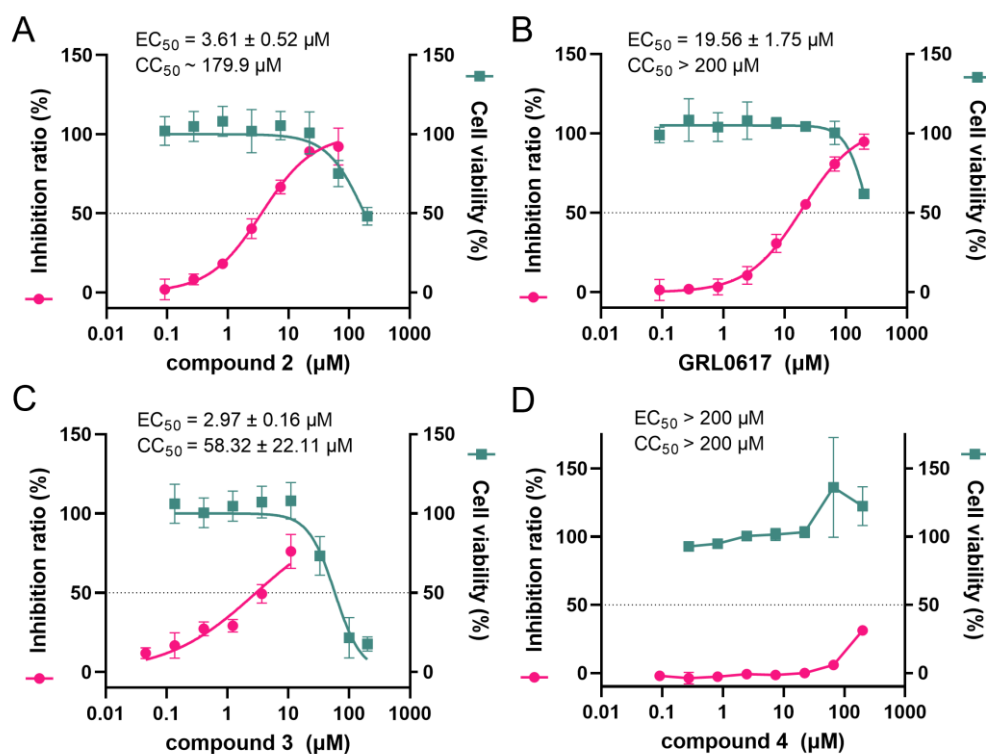 A
EC50 = 3.61 ± 0.52 µM
CC50 ~ 179.9 µM
150
100
50
0
150
100
50
0
Inhibition ratio (%)
Cell viability (%)
0.01 0.1 1 10 100 1000
compound 2 (µM)
B
EC50 = 19.56 ± 1.75 µM
CC50 > 200 µM
150
100
50
0
150
100
50
0
Inhibition ratio (%)
Cell viability (%)
0.01 0.1 1 10 100 1000
GRL0617 (µM)
C
EC50 = 2.97 ± 0.16 µM
CC50 = 58.32 ± 22.11 µM
150
100
50
0
150
100
50
0
Inhibition ratio (%)
Cell viability (%)
0.01 0.1 1 10 100 1000
compound 3 (µM)
D
EC50 > 200 µM
CC50 > 200 µM
150
100
50
0
150
100
50
0
Inhibition ratio (%)
Cell viability (%)
0.01 0.1 1 10 100 1000
compound 4 (µM)